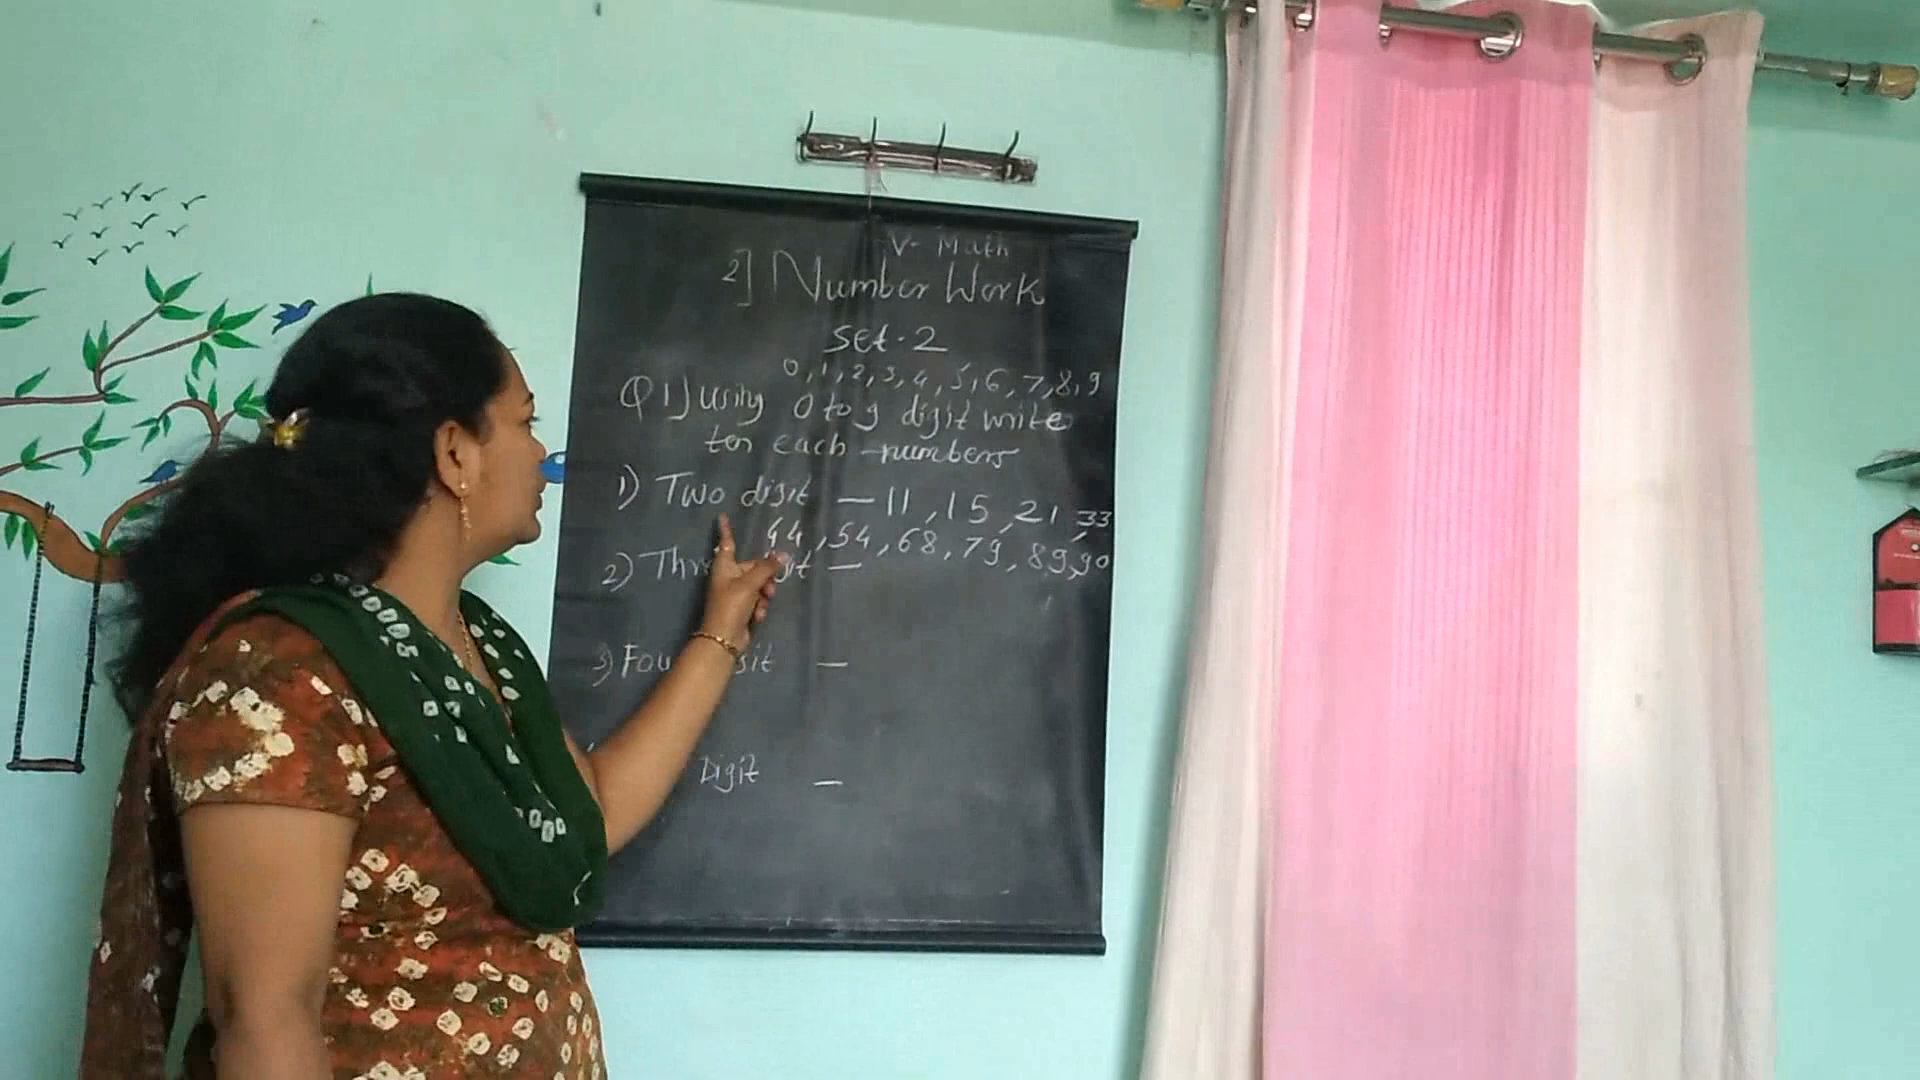 V- Math
2] Number Work
Set-2
0,1,2,3,4,5,6,7,8,9
Q1) using 0 to 9 digit write
ten each numbers
1) Two digit — 11, 15, 21, 33
44, 54, 68, 79, 89, 90
2)
3)
Digit —